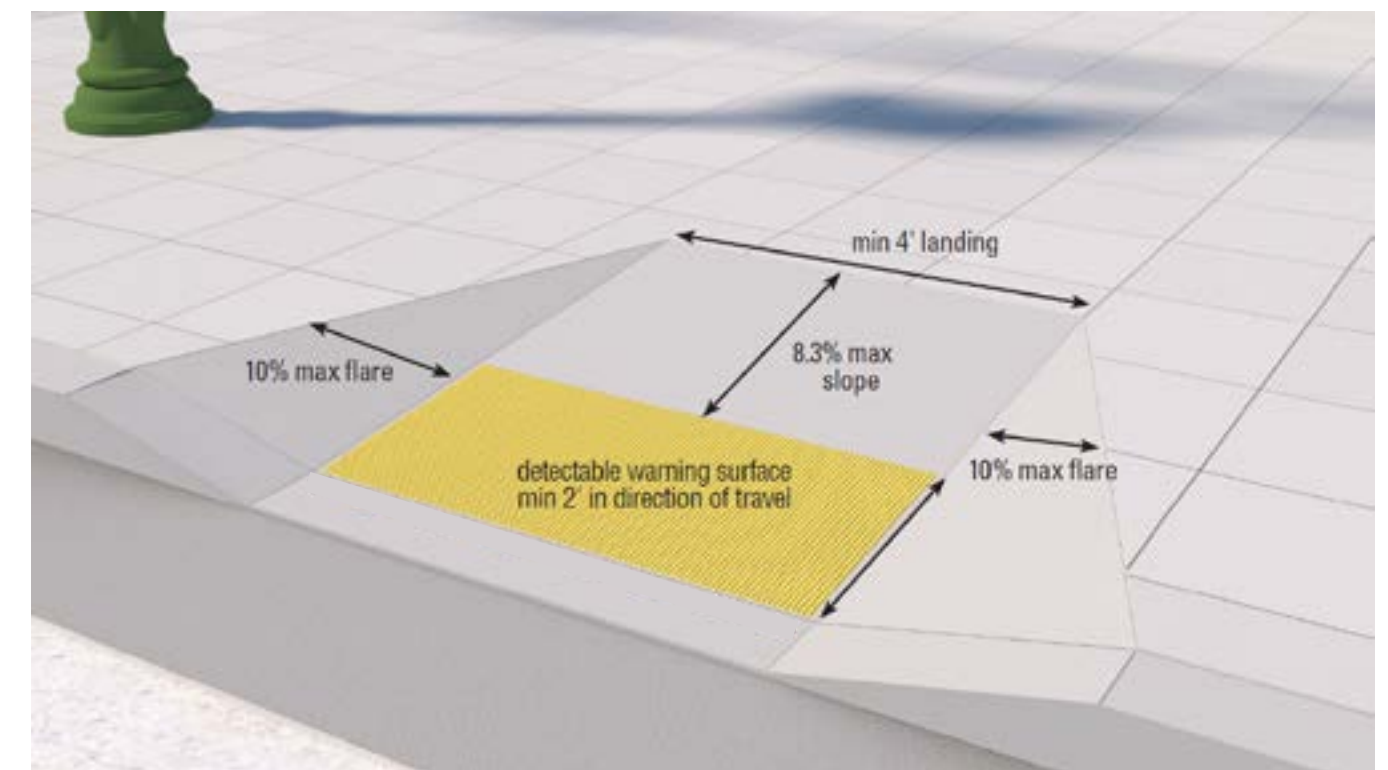 min 4' landing
8.3% max
slope
10% max flare
detectable warning surface
min 2' in direction of travel
10% max flare